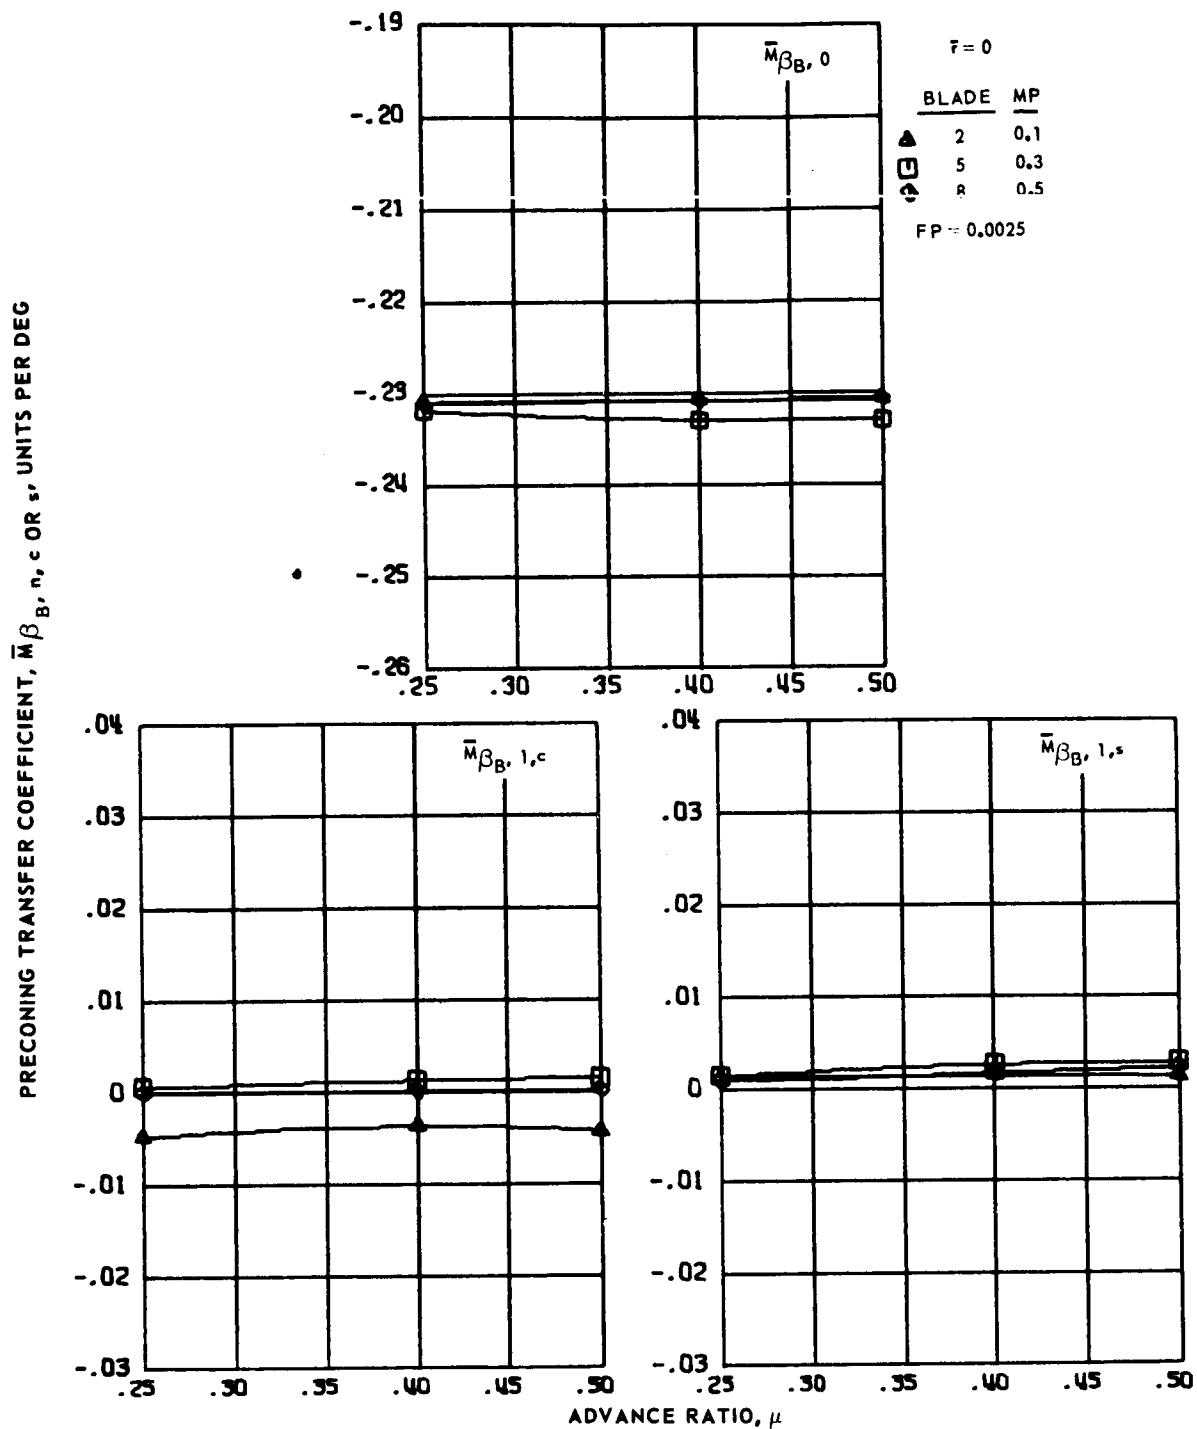 -.19
-.20
-.21
-.22
-.23
-.24
-.25
-.26
.25 .30 .35 .40 .45 .50
M̅βB, 0
r̅ = 0
BLADE MP
2 0.1
5 0.3
8 0.5
FP = 0.0025
PRECONING TRANSFER COEFFICIENT, M̅βB, n, c OR s, UNITS PER DEG
.04
.03
.02
.01
0
-.01
-.02
-.03
.25 .30 .35 .40 .45 .50
M̅βB, 1,c
.04
.03
.02
.01
0
-.01
-.02
-.03
.25 .30 .35 .40 .45 .50
M̅βB, 1,s
ADVANCE RATIO, μ